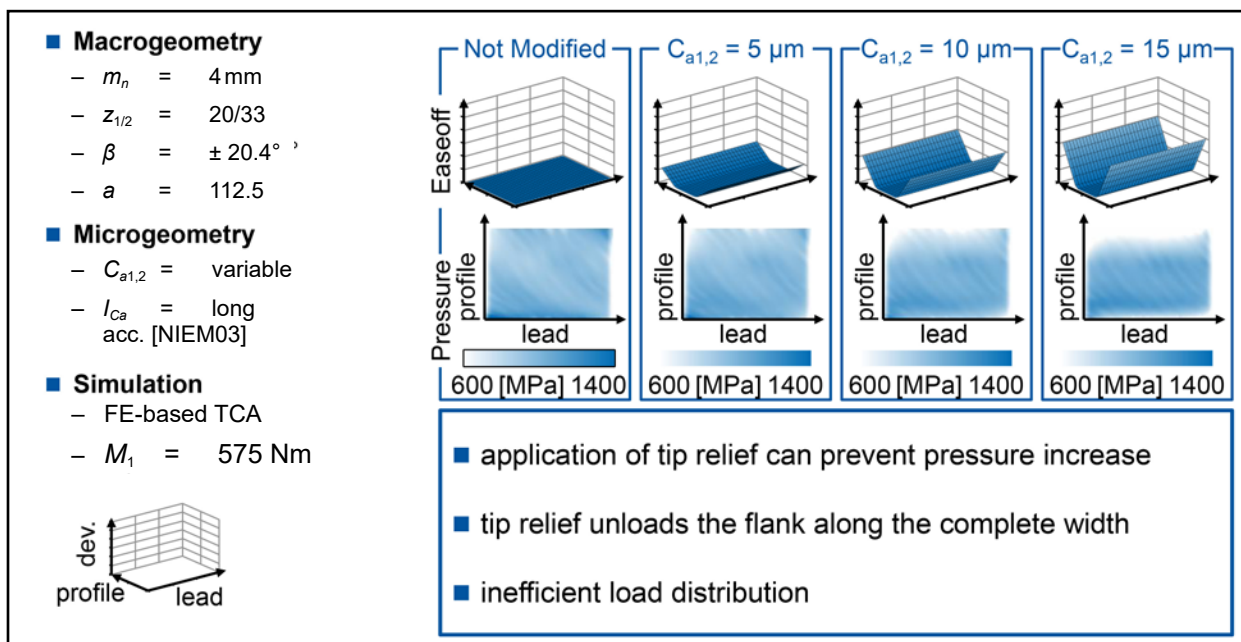 ■ Macrogeometry
– mₙ = 4 mm
– z₁/₂ = 20/33
– β = ± 20.4°
– a = 112.5
■ Microgeometry
– Cₐ₁,₂ = variable
– l_Ca = long
acc. [NIEM03]
■ Simulation
– FE-based TCA
– M₁ = 575 Nm
dev.
profile
lead
Not Modified
Cₐ₁,₂ = 5 µm
Cₐ₁,₂ = 10 µm
Cₐ₁,₂ = 15 µm
Easeoff
Pressure
profile
lead
600 [MPa] 1400
profile
lead
600 [MPa] 1400
profile
lead
600 [MPa] 1400
profile
lead
600 [MPa] 1400
■ application of tip relief can prevent pressure increase
■ tip relief unloads the flank along the complete width
■ inefficient load distribution